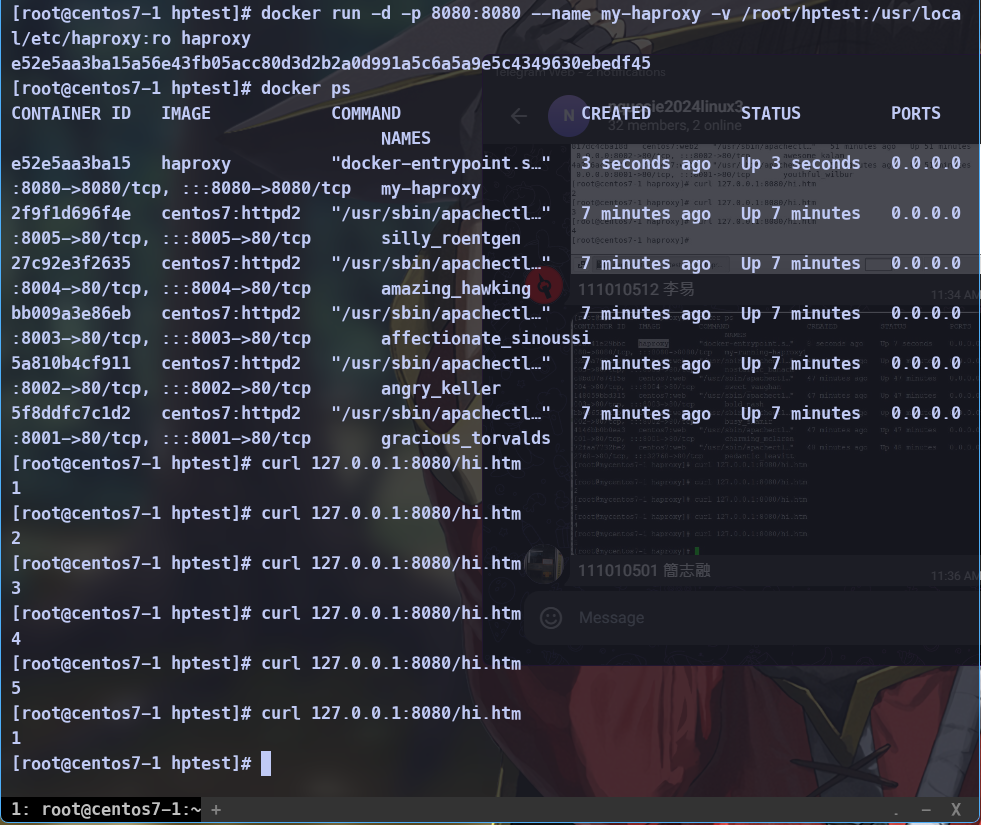 [root@centos7-1 hptest]# docker run -d -p 8080:8080 --name my-haproxy -v /root/hptest:/usr/loca
l/etc/haproxy:ro haproxy
e52e5aa3ba15a56e43fb05acc80d3d2b2a0d991a5c6a5a9e5c4349630ebedf45
[root@centos7-1 hptest]# docker ps
CONTAINER ID   IMAGE            COMMAND                  CREATED         STATUS         PORTS
                                     NAMES
e52e5aa3ba15   haproxy          "docker-entrypoint.s…"   3 seconds ago   Up 3 seconds   0.0.0.0
:8080->8080/tcp, :::8080->8080/tcp   my-haproxy
2f9f1d696f4e   centos7:httpd2   "/usr/sbin/apachectl…"   7 minutes ago   Up 7 minutes   0.0.0.0
:8005->80/tcp, :::8005->80/tcp       silly_roentgen
27c92e3f2635   centos7:httpd2   "/usr/sbin/apachectl…"   7 minutes ago   Up 7 minutes   0.0.0.0
:8004->80/tcp, :::8004->80/tcp       amazing_hawking
bb009a3e86eb   centos7:httpd2   "/usr/sbin/apachectl…"   7 minutes ago   Up 7 minutes   0.0.0.0
:8003->80/tcp, :::8003->80/tcp       affectionate_sinoussi
5a810b4cf911   centos7:httpd2   "/usr/sbin/apachectl…"   7 minutes ago   Up 7 minutes   0.0.0.0
:8002->80/tcp, :::8002->80/tcp       angry_keller
5f8ddfc7c1d2   centos7:httpd2   "/usr/sbin/apachectl…"   7 minutes ago   Up 7 minutes   0.0.0.0
:8001->80/tcp, :::8001->80/tcp       gracious_torvalds
[root@centos7-1 hptest]# curl 127.0.0.1:8080/hi.htm
1
[root@centos7-1 hptest]# curl 127.0.0.1:8080/hi.htm
2
[root@centos7-1 hptest]# curl 127.0.0.1:8080/hi.htm
3
[root@centos7-1 hptest]# curl 127.0.0.1:8080/hi.htm
4
[root@centos7-1 hptest]# curl 127.0.0.1:8080/hi.htm
5
[root@centos7-1 hptest]# curl 127.0.0.1:8080/hi.htm
1
[root@centos7-1 hptest]#
1: root@centos7-1:~ + . - X
N
32 members, 2 online
111010512 李易
11:34 AM
111010501 簡志融
11:36 AM
Message